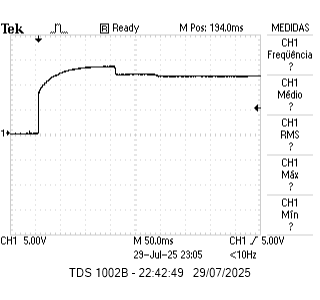 Tek R Ready M Pos: 194.0ms MEDIDAS
CH1
Freqüência
?
CH1
Médio
?
CH1
RMS
?
CH1
Máx
?
CH1
Mín
?
1
CH1 5.00V M 50.0ms CH1 5.00V
29-Jul-25 23:05 <10Hz
TDS 1002B - 22:42:49 29/07/2025